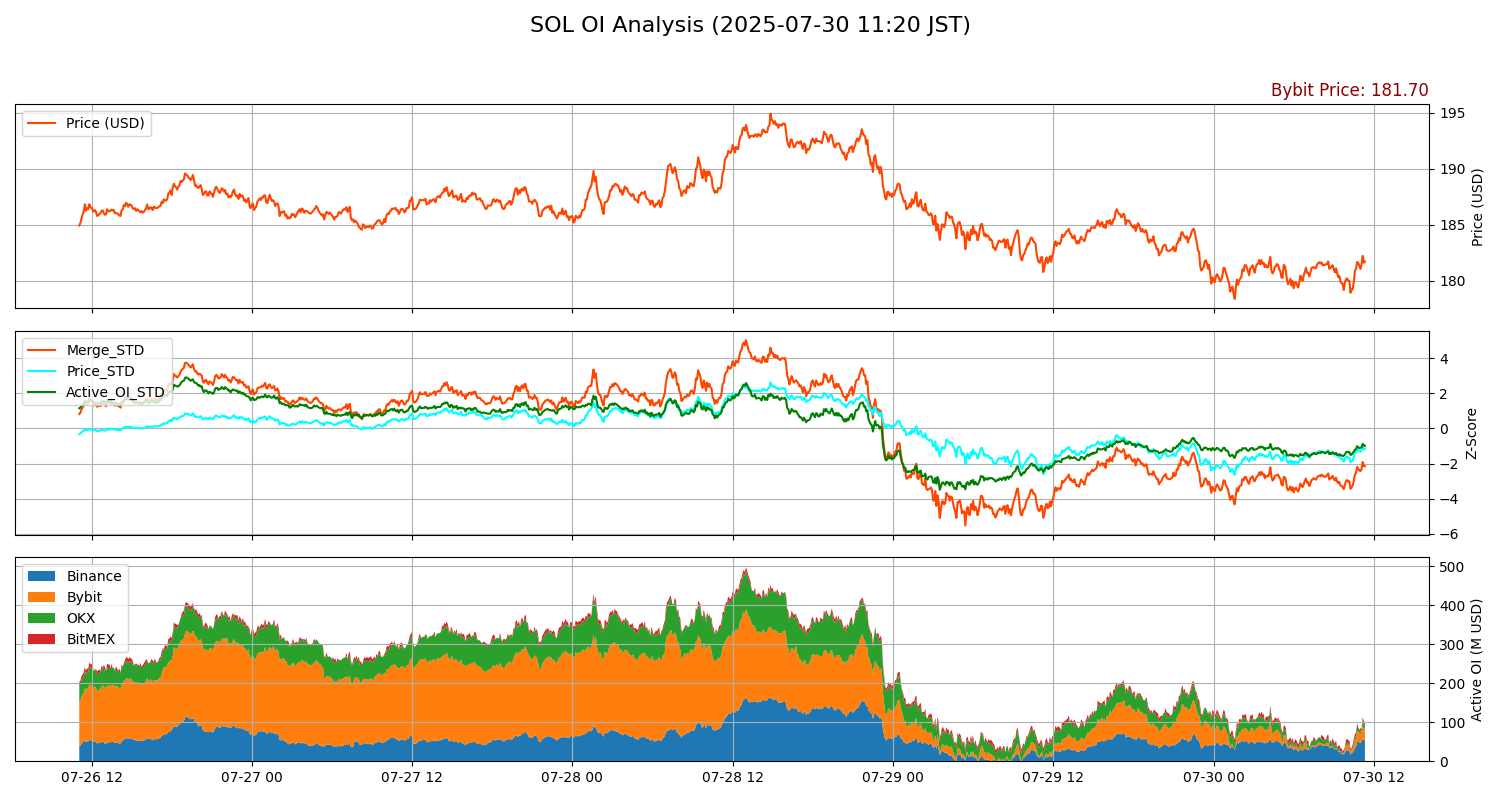 SOL OI Analysis (2025-07-30 11:20 JST)
Bybit Price: 181.70
Price (USD)
195
190
185
180
Price (USD)
Merge_STD
Price_STD
Active_OI_STD
4
2
0
−2
−4
−6
Z-Score
Binance
Bybit
OKX
BitMEX
500
400
300
200
100
0
Active OI (M USD)
07-26 12
07-27 00
07-27 12
07-28 00
07-28 12
07-29 00
07-29 12
07-30 00
07-30 12